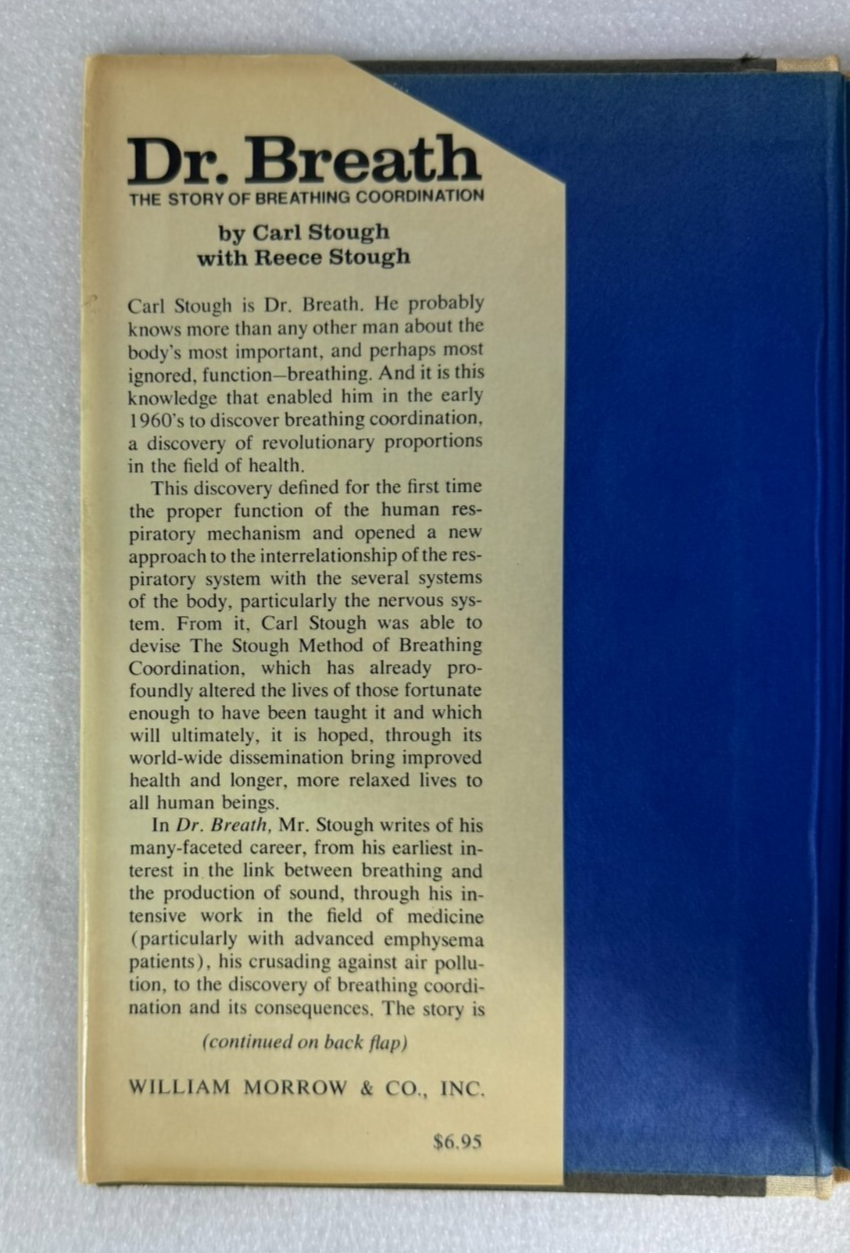 Dr. Breath
THE STORY OF BREATHING COORDINATION
by Carl Stough
with Reece Stough
Carl Stough is Dr. Breath. He probably
knows more than any other man about the
body's most important, and perhaps most
ignored, function—breathing. And it is this
knowledge that enabled him in the early
1960's to discover breathing coordination,
a discovery of revolutionary proportions
in the field of health.
This discovery defined for the first time
the proper function of the human res-
piratory mechanism and opened a new
approach to the interrelationship of the res-
piratory system with the several systems
of the body, particularly the nervous sys-
tem. From it, Carl Stough was able to
devise The Stough Method of Breathing
Coordination, which has already pro-
foundly altered the lives of those fortunate
enough to have been taught it and which
will ultimately, it is hoped, through its
world-wide dissemination bring improved
health and longer, more relaxed lives to
all human beings.
In Dr. Breath, Mr. Stough writes of his
many-faceted career, from his earliest in-
terest in the link between breathing and
the production of sound, through his in-
tensive work in the field of medicine
(particularly with advanced emphysema
patients), his crusading against air pollu-
tion, to the discovery of breathing coordi-
nation and its consequences. The story is
(continued on back flap)
WILLIAM MORROW & CO., INC.
$6.95